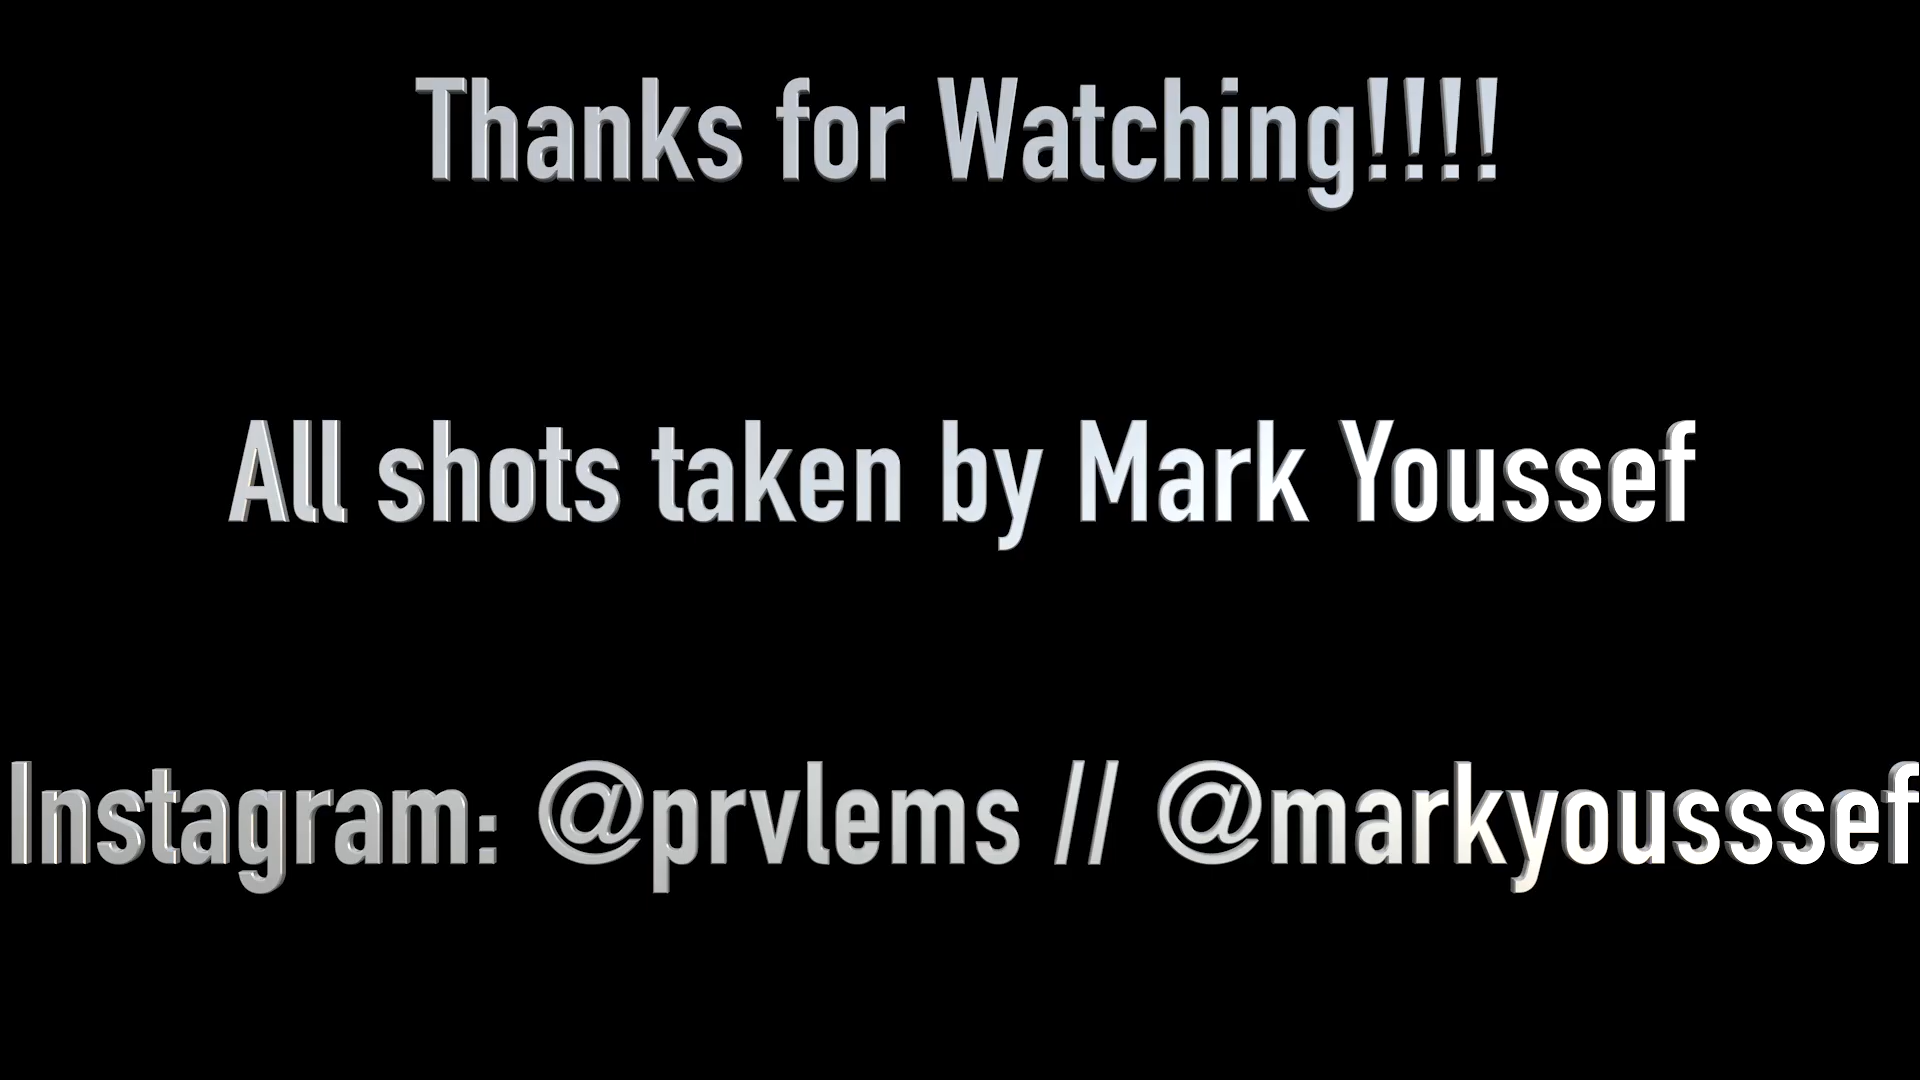 Thanks for Watching!!!!
All shots taken by Mark Youssef
Instagram: @prvlems // @markyousssef